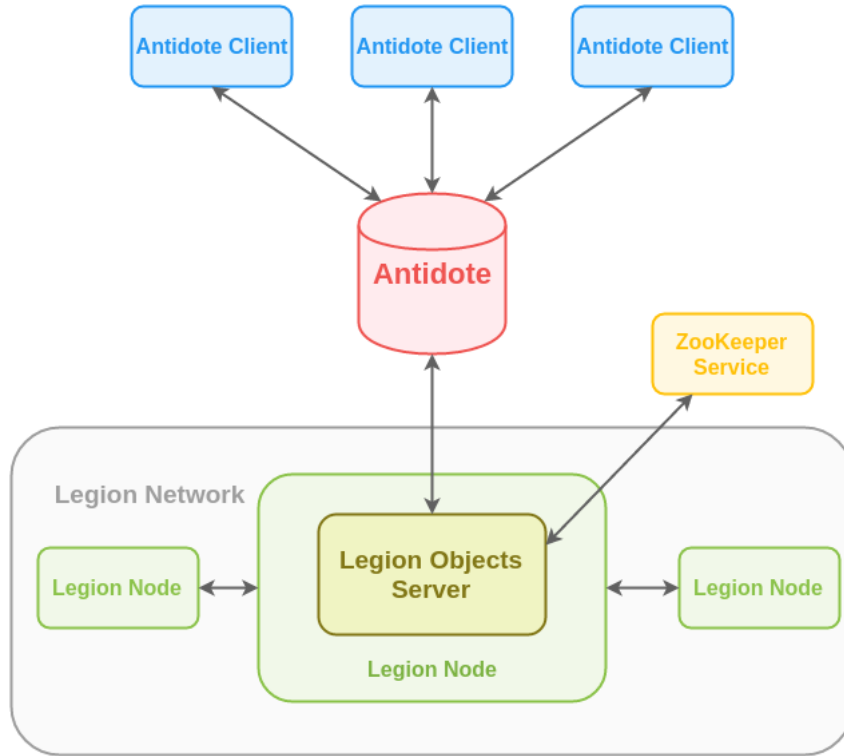 Antidote Client
Antidote Client
Antidote Client
Antidote
ZooKeeper
Service
Legion Network
Legion Objects
Server
Legion Node
Legion Node
Legion Node